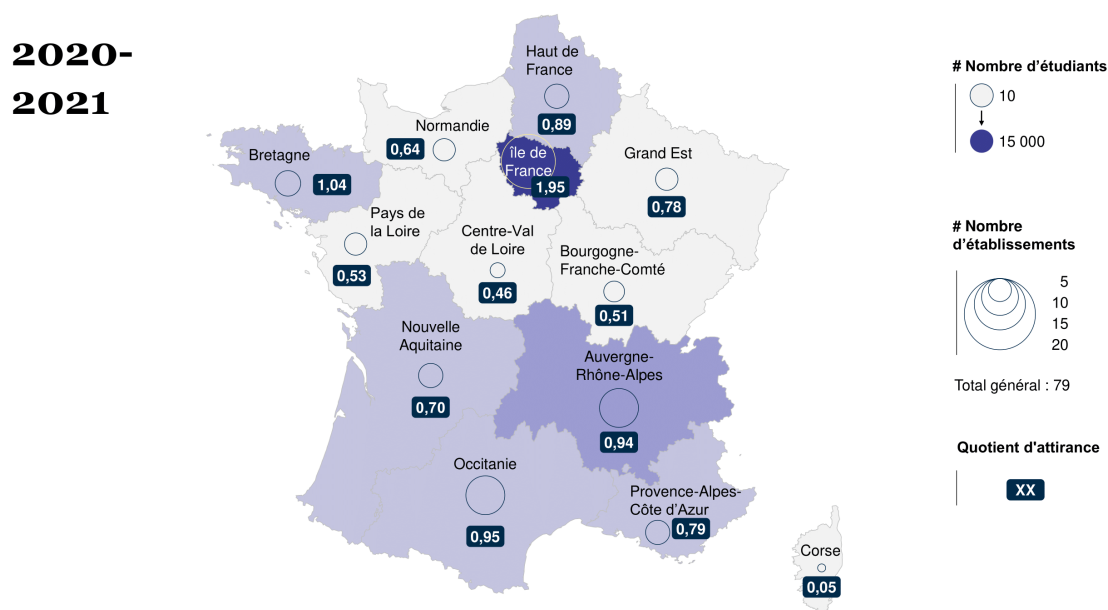 2020-
2021
Haut de
France
0,89
Normandie
0,64
île de
France
1,95
Grand Est
0,78
Bretagne
1,04
Pays de
la Loire
0,53
Centre-Val
de Loire
0,46
Bourgogne-
Franche-Comté
0,51
Nouvelle
Aquitaine
0,70
Auvergne-
Rhône-Alpes
0,94
Occitanie
0,95
Provence-Alpes-
Côte d'Azur
0,79
Corse
0,05
# Nombre d'étudiants
10
15 000
# Nombre
d'établissements
5
10
15
20
Total général : 79
Quotient d'attirance
XX